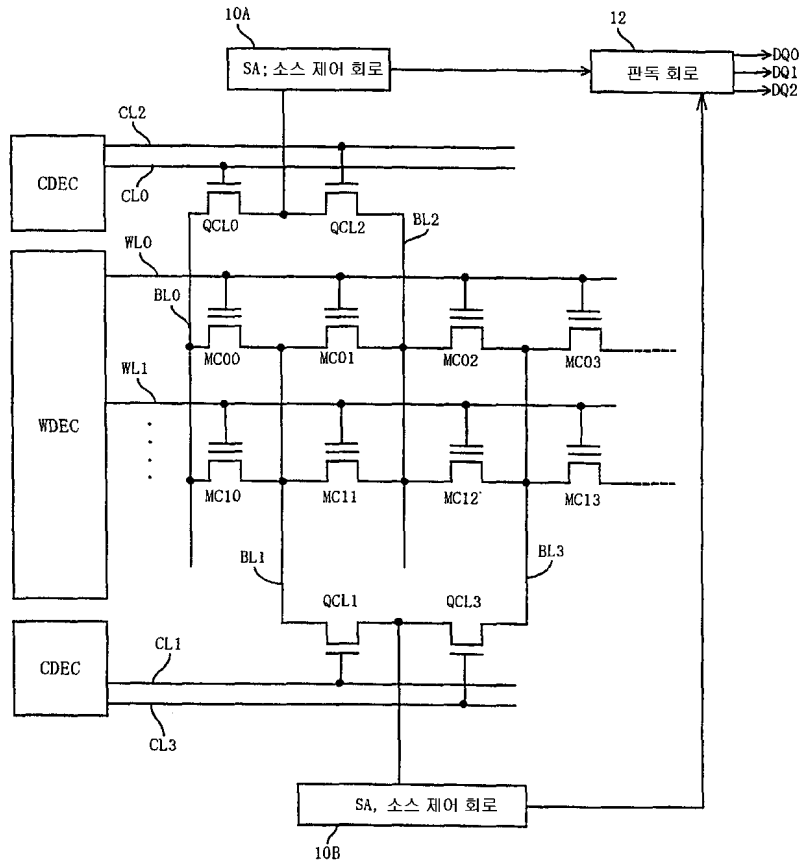 10A
12
SA; 소스 제어 회로
판독 회로
DQ0
DQ1
DQ2
CL2
CDEC
CL0
QCL0
QCL2
BL2
WL0
BL0
MC00
MC01
MC02
MC03
WL1
WDEC
MC10
MC11
MC12
MC13
BL1
BL3
QCL1
QCL3
CDEC
CL1
CL3
SA, 소스 제어 회로
10B